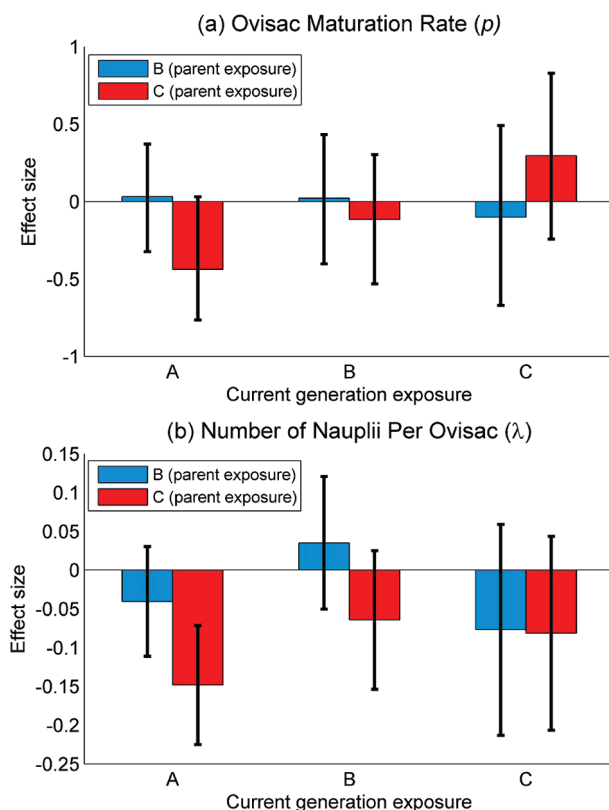 (a) Ovisac Maturation Rate (p)
B (parent exposure)
C (parent exposure)
1
0.5
0
-0.5
-1
Effect size
A B C
Current generation exposure
(b) Number of Nauplii Per Ovisac (λ)
B (parent exposure)
C (parent exposure)
0.15
0.1
0.05
0
-0.05
-0.1
-0.15
-0.2
-0.25
Effect size
A B C
Current generation exposure